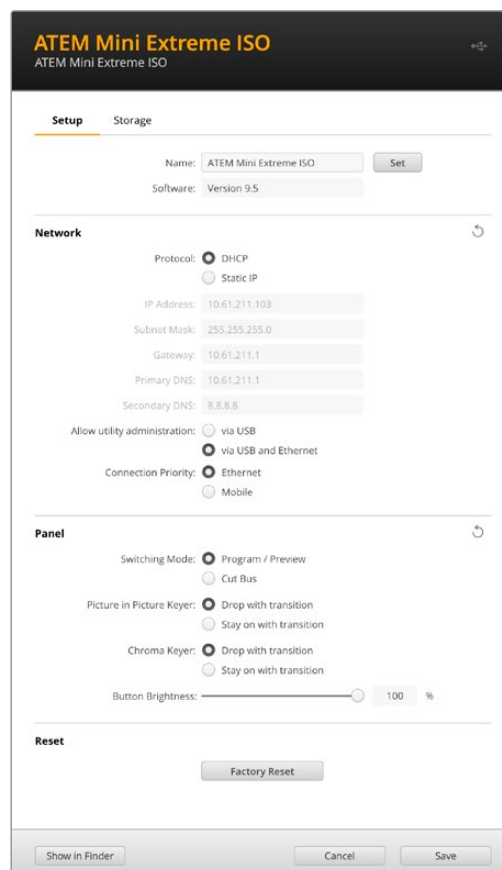 ATEM Mini Extreme ISO
ATEM Mini Extreme ISO
Setup Storage
Name: ATEM Mini Extreme ISO Set
Software: Version 9.5
Network
Protocol: DHCP
Static IP
IP Address: 10.61.211.103
Subnet Mask: 255.255.255.0
Gateway: 10.61.211.1
Primary DNS: 10.61.211.1
Secondary DNS: 8.8.8.8
Allow utility administration: via USB
via USB and Ethernet
Connection Priority: Ethernet
Mobile
Panel
Switching Mode: Program / Preview
Cut Bus
Picture in Picture Keyer: Drop with transition
Stay on with transition
Chroma Keyer: Drop with transition
Stay on with transition
Button Brightness: 100 %
Reset
Factory Reset
Show in Finder Cancel Save